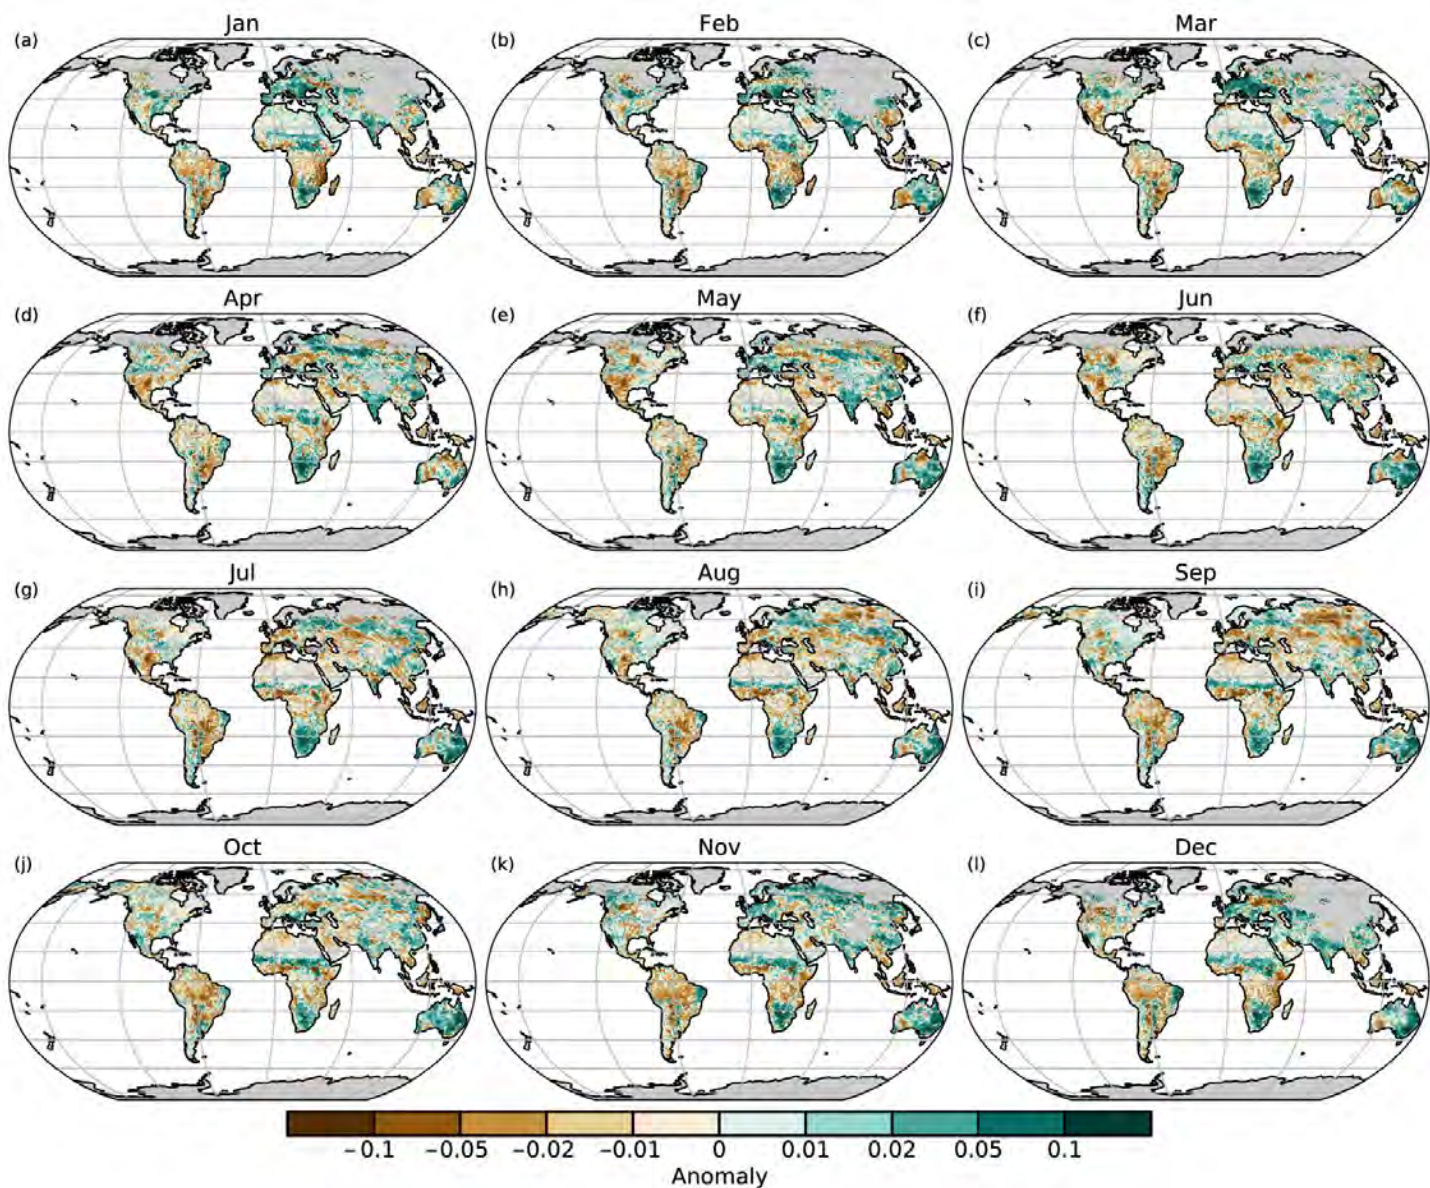 Jan
Feb
Mar
(a)
(b)
(c)
Apr
May
Jun
(d)
(e)
(f)
Jul
Aug
Sep
(g)
(h)
(i)
Oct
Nov
Dec
(j)
(k)
(l)
−0.1 −0.05 −0.02 −0.01 0 0.01 0.02 0.05 0.1
Anomaly